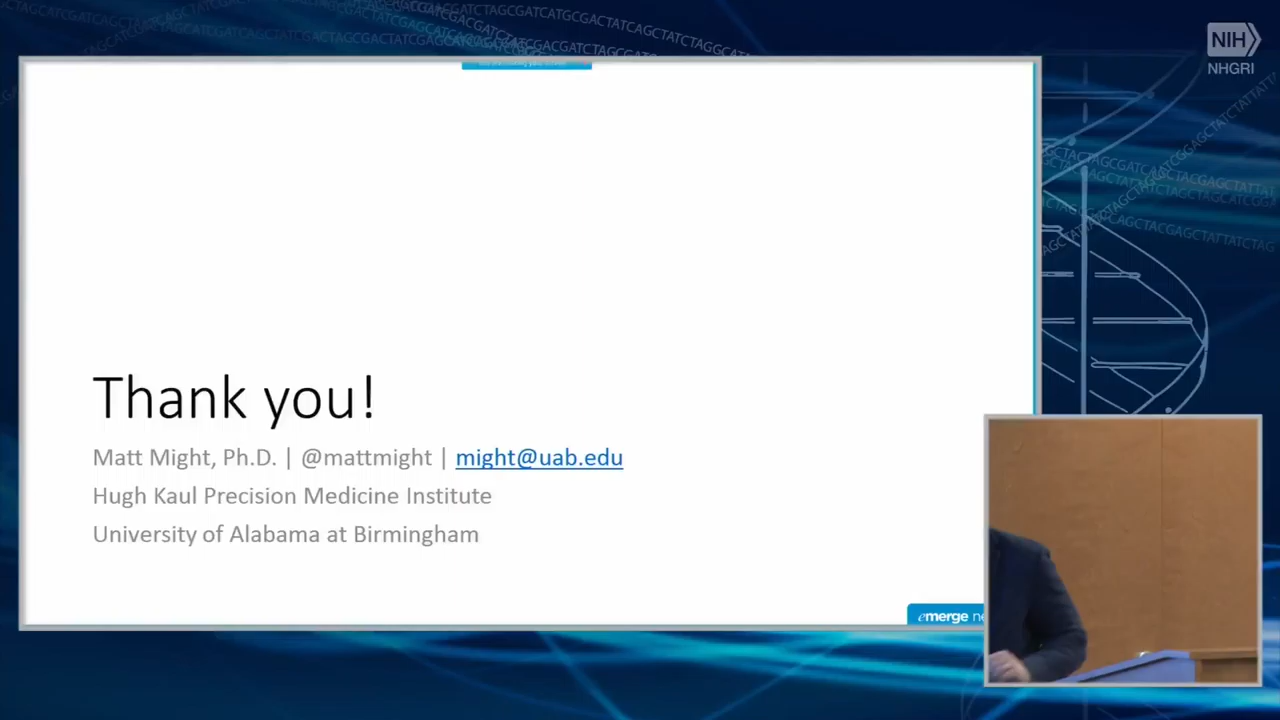 NIH
NHGRI
Thank you!
Matt Might, Ph.D. | @mattmight | might@uab.edu
Hugh Kaul Precision Medicine Institute
University of Alabama at Birmingham
emerge ne